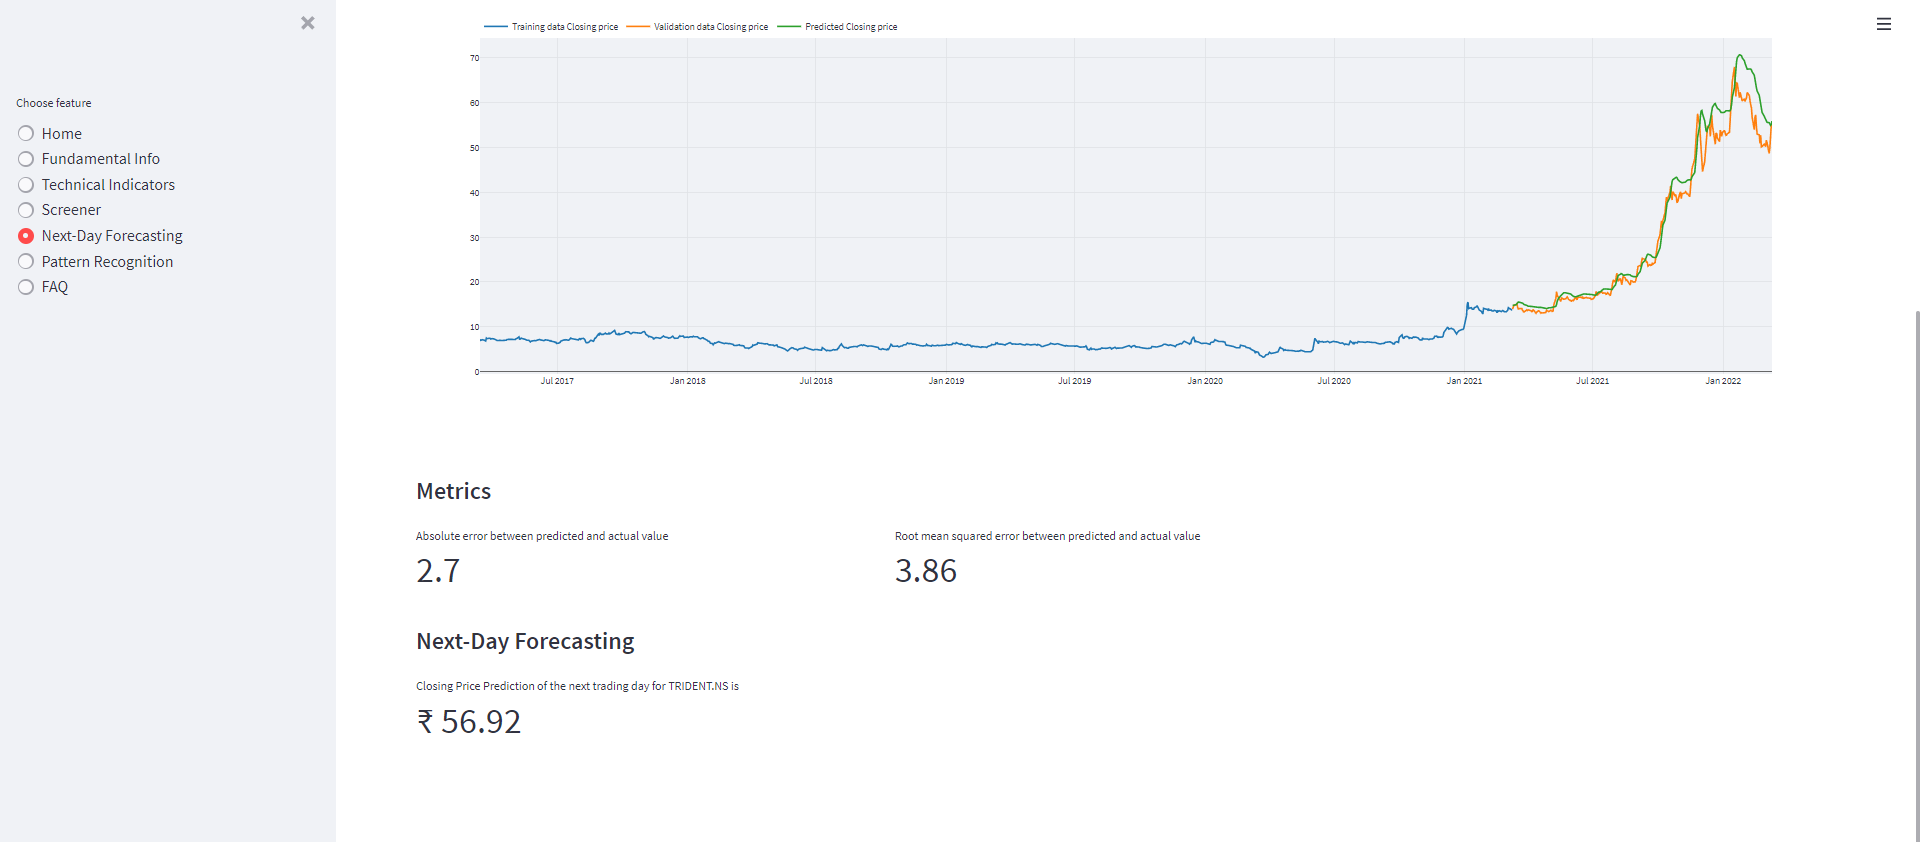 Choose feature
Home
Fundamental Info
Technical Indicators
Screener
Next-Day Forecasting
Pattern Recognition
FAQ
Training data Closing price Validation data Closing price Predicted Closing price
70
60
50
40
30
20
10
0
Jul 2017 Jan 2018 Jul 2018 Jan 2019 Jul 2019 Jan 2020 Jul 2020 Jan 2021 Jul 2021 Jan 2022
Metrics
Absolute error between predicted and actual value
2.7
Root mean squared error between predicted and actual value
3.86
Next-Day Forecasting
Closing Price Prediction of the next trading day for TRIDENT.NS is
₹ 56.92